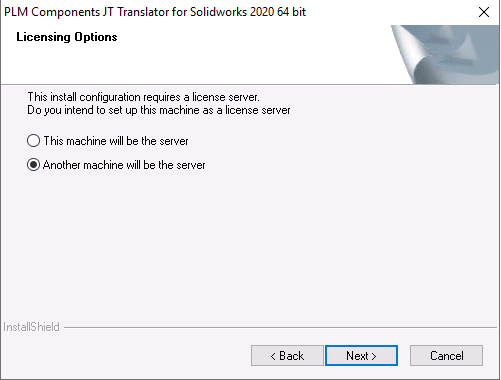 PLM Components JT Translator for Solidworks 2020 64 bit
Licensing Options
This install configuration requires a license server.
Do you intend to set up this machine as a license server
This machine will be the server
Another machine will be the server
InstallShield
< Back
Next >
Cancel